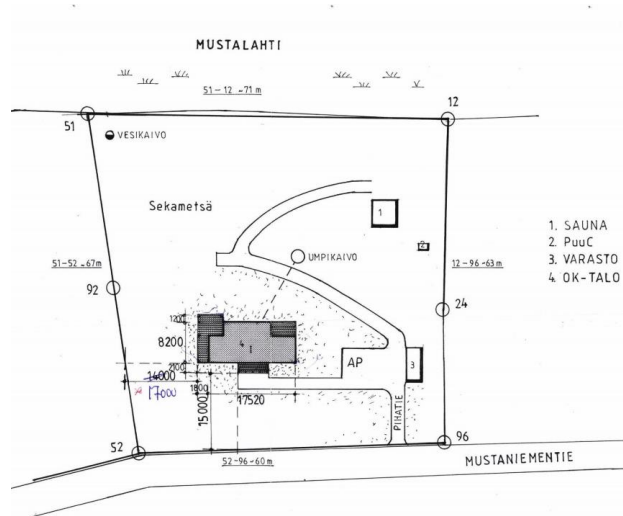 MUSTALAHTI
51-12 -71 m
12
51
VESIKAIVO
Sekametsä
1
1. SAUNA
2. PuuC
3. VARASTO
4. OK-TALO
2
51-52 -67m
UMPIKAIVO
12-96-63 m
92
24
1200
4
I
8200
AP
3
2100
14000
1800
17000
17520
15000
PIHATIE
52
96
52-96-60 m
MUSTANIEMENTIE